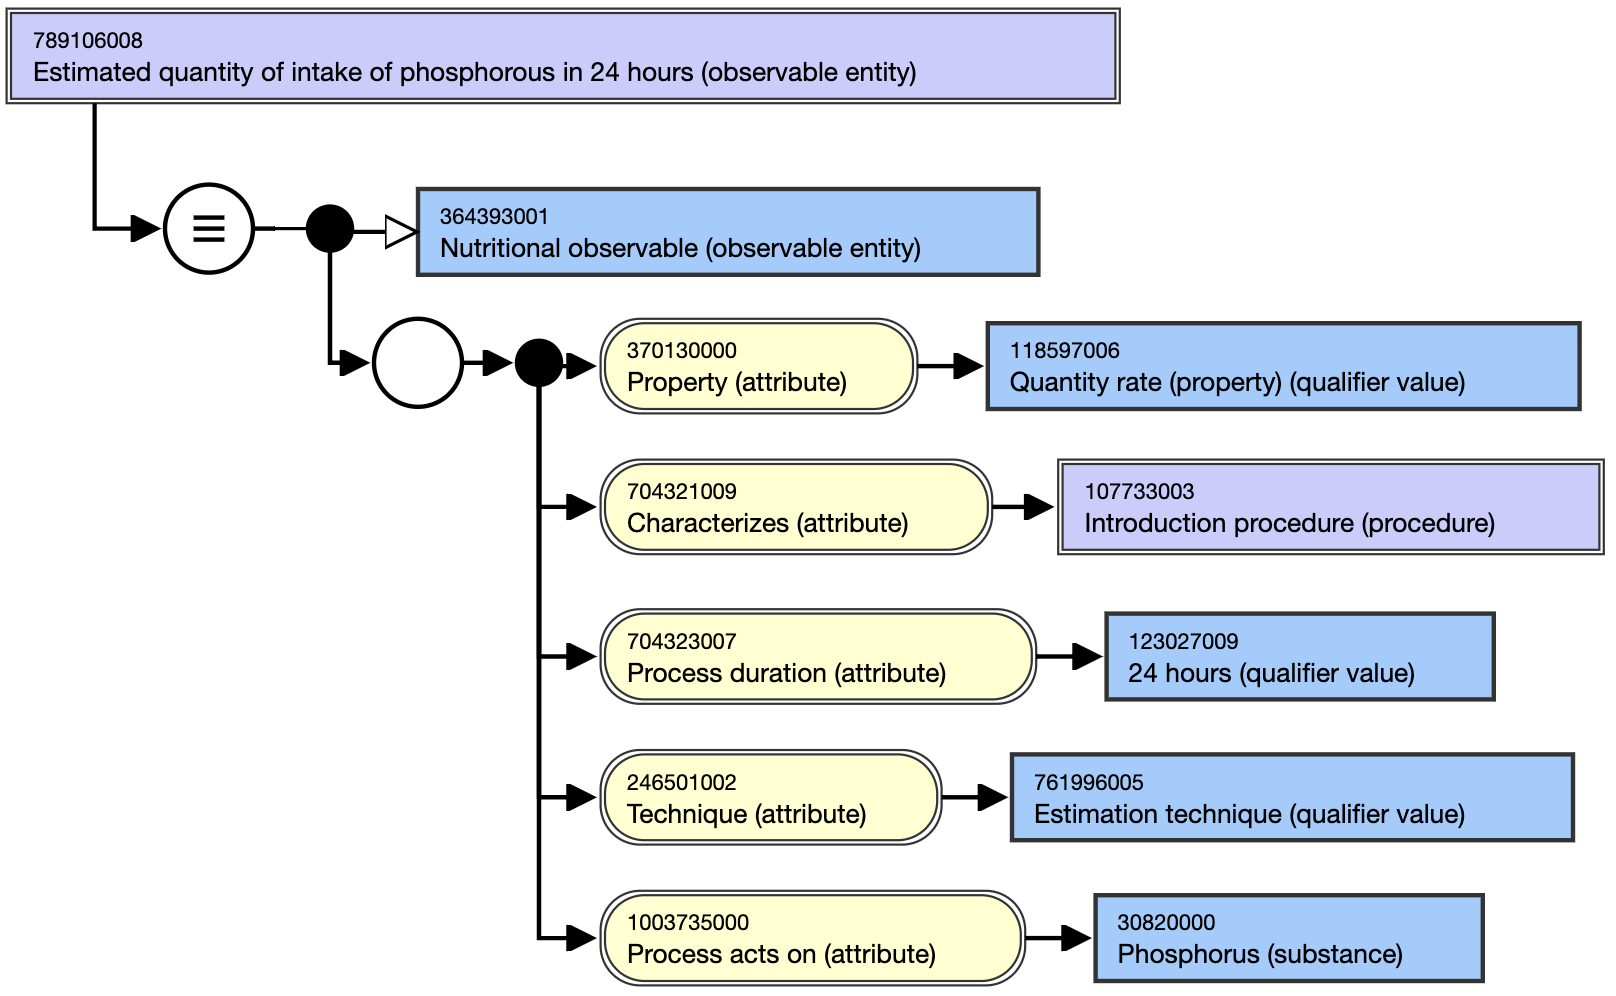 789106008
Estimated quantity of intake of phosphorous in 24 hours (observable entity)
364393001
Nutritional observable (observable entity)
370130000
Property (attribute)
118597006
Quantity rate (property) (qualifier value)
704321009
Characterizes (attribute)
107733003
Introduction procedure (procedure)
704323007
Process duration (attribute)
123027009
24 hours (qualifier value)
246501002
Technique (attribute)
761996005
Estimation technique (qualifier value)
1003735000
Process acts on (attribute)
30820000
Phosphorus (substance)